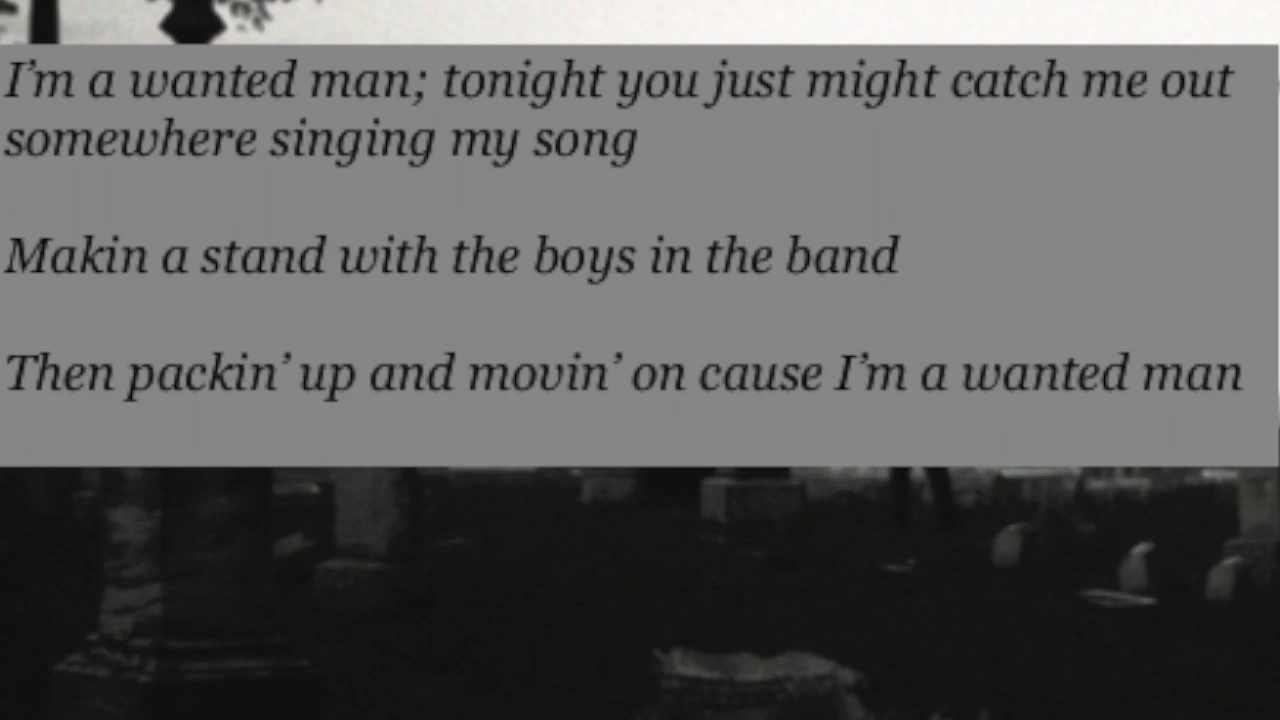 I’m a wanted man; tonight you just might catch me out
somewhere singing my song
Makin a stand with the boys in the band
Then packin’ up and movin’ on cause I’m a wanted man